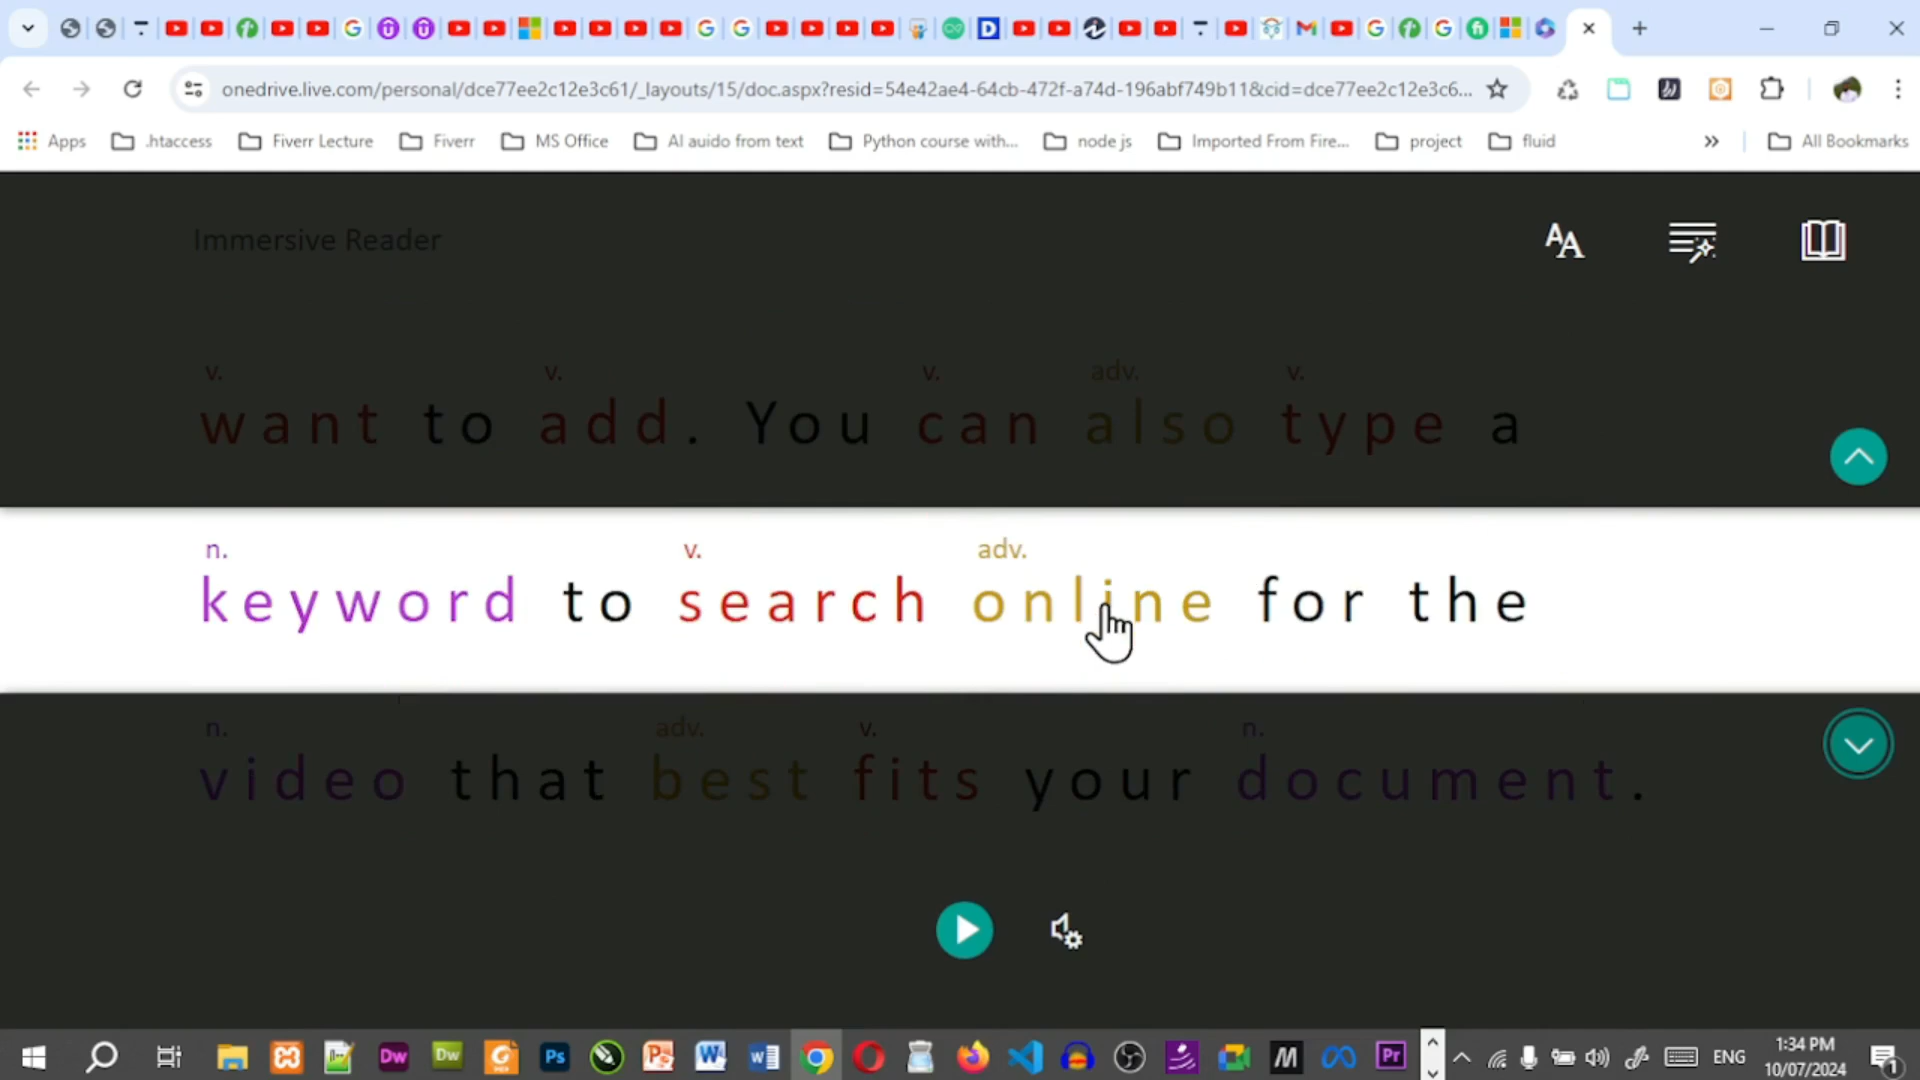 onedrive.live.com/personal/dce77ee2c12e3c61/_layouts/15/doc.aspx?resid=54e42ae4-64cb-472f-a74d-196abf749b11&cid=dce77ee2c12e3c6...
Apps .htaccess Fiverr Lecture Fiverr MS Office AI auido from text Python course with... node js Imported From Fire... project fluid » All Bookmarks
Immersive Reader
v. v. v. adv. v.
want to add. You can also type a
n. v. adv.
keyword to search online for the
n. adv. v. n.
video that best fits your document.
ENG
1:34 PM
10/07/2024